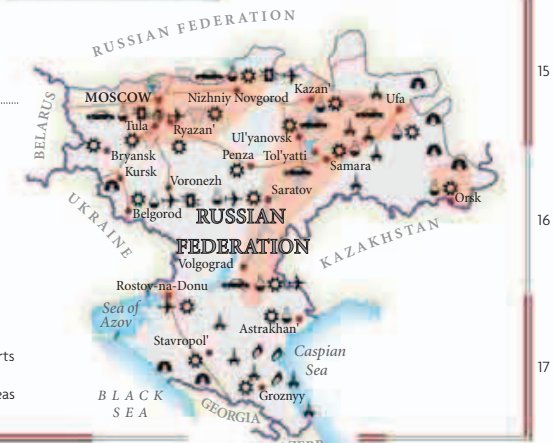 RUSSIAN FEDERATION
15
MOSCOW
Nizhniy Novgorod
Kazan'
Ufa
BELARUS
Tula
Ryazan'
Ul'yanovsk
Bryansk
Penza
Tol'yatti
Samara
Kursk
Voronezh
Saratov
Orsk
Belgorod
RUSSIAN
FEDERATION
16
UKRAINE
KAZAKHSTAN
Volgograd
Rostov-na-Donu
Sea of
Azov
Astrakhan'
Stavropol'
Caspian
Sea
rts
17
Groznyy
eas
BLACK
SEA
GEORGIA